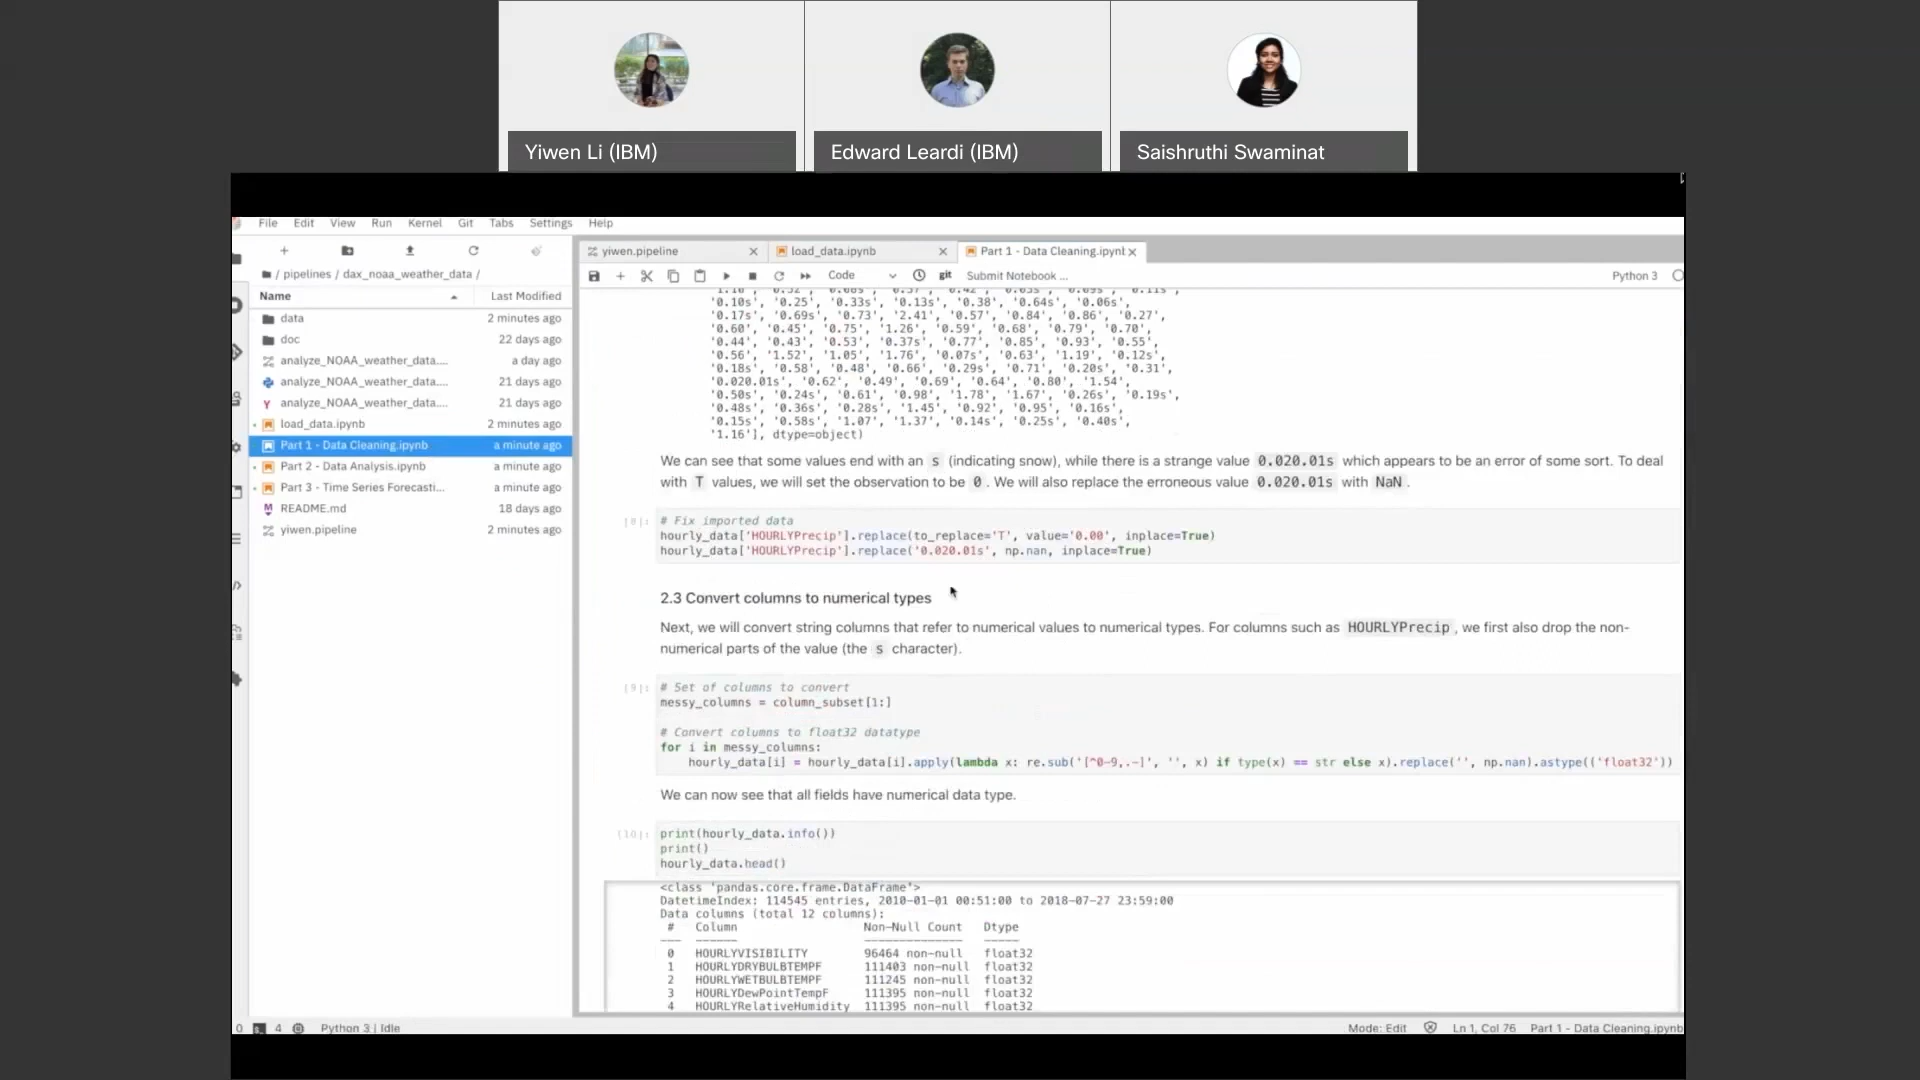 Yiwen Li (IBM)
Edward Leardi (IBM)
Saishruthi Swaminat
File Edit View Run Kernel Git Tabs Settings Help
/ pipelines / dax_noaa_weather_data /
Name Last Modified
data 2 minutes ago
doc 22 days ago
analyze_NOAA_weather_data.... a day ago
analyze_NOAA_weather_data.... 21 days ago
analyze_NOAA_weather_data.... 21 days ago
load_data.ipynb 2 minutes ago
Part 1 - Data Cleaning.ipynb a minute ago
Part 2 - Data Analysis.ipynb a minute ago
Part 3 - Time Series Forecasti... a minute ago
README.md 18 days ago
yiwen.pipeline 2 minutes ago
yiwen.pipeline load_data.ipynb Part 1 - Data Cleaning.ipynb
Code git Submit Notebook ... Python 3
'0.10s', '0.25', '0.33s', '0.13s', '0.38', '0.64s', '0.06s',
'0.17s', '0.69s', '0.73', '2.41', '0.57', '0.84', '0.86', '0.27',
'0.60', '0.45', '0.75', '1.26', '0.59', '0.68', '0.79', '0.70',
'0.44', '0.43', '0.53', '0.37s', '0.77', '0.85', '0.93', '0.55',
'0.56', '1.52', '1.05', '1.76', '0.07s', '0.63', '1.19', '0.12s',
'0.18s', '0.58', '0.48', '0.66', '0.29s', '0.71', '0.20s', '0.31',
'0.020.01s', '0.62', '0.49', '0.69', '0.64', '0.80', '1.54',
'0.50s', '0.24s', '0.61', '0.98', '1.78', '1.67', '0.26s', '0.19s',
'0.48s', '0.36s', '0.28s', '1.45', '0.92', '0.95', '0.16s',
'0.15s', '0.58s', '1.07', '1.37', '0.14s', '0.25s', '0.40s',
'1.16'], dtype=object)
We can see that some values end with an s (indicating snow), while there is a strange value 0.020.01s which appears to be an error of some sort. To deal
with T values, we will set the observation to be 0 . We will also replace the erroneous value 0.020.01s with NaN .
[8]: # Fix imported data
hourly_data['HOURLYPrecip'].replace(to_replace='T', value='0.00', inplace=True)
hourly_data['HOURLYPrecip'].replace('0.020.01s', np.nan, inplace=True)
2.3 Convert columns to numerical types
Next, we will convert string columns that refer to numerical values to numerical types. For columns such as HOURLYPrecip , we first also drop the non-
numerical parts of the value (the s character).
[9]: # Set of columns to convert
messy_columns = column_subset[1:]
# Convert columns to float32 datatype
for i in messy_columns:
hourly_data[i] = hourly_data[i].apply(lambda x: re.sub('[^0-9,.-]', '', x) if type(x) == str else x).replace('', np.nan).astype(('float32'))
We can now see that all fields have numerical data type.
[10]: print(hourly_data.info())
print()
hourly_data.head()
<class 'pandas.core.frame.DataFrame'>
DatetimeIndex: 114545 entries, 2010-01-01 00:51:00 to 2018-07-27 23:59:00
Data columns (total 12 columns):
# Column Non-Null Count Dtype
--- ------ -------------- -----
0 HOURLYVISIBILITY 96464 non-null float32
1 HOURLYDRYBULBTEMPF 111403 non-null float32
2 HOURLYWETBULBTEMPF 111245 non-null float32
3 HOURLYDewPointTempF 111395 non-null float32
4 HOURLYRelativeHumidity 111395 non-null float32
0 4 Python 3 | Idle Mode: Edit Ln 1, Col 76 Part 1 - Data Cleaning.ipynb